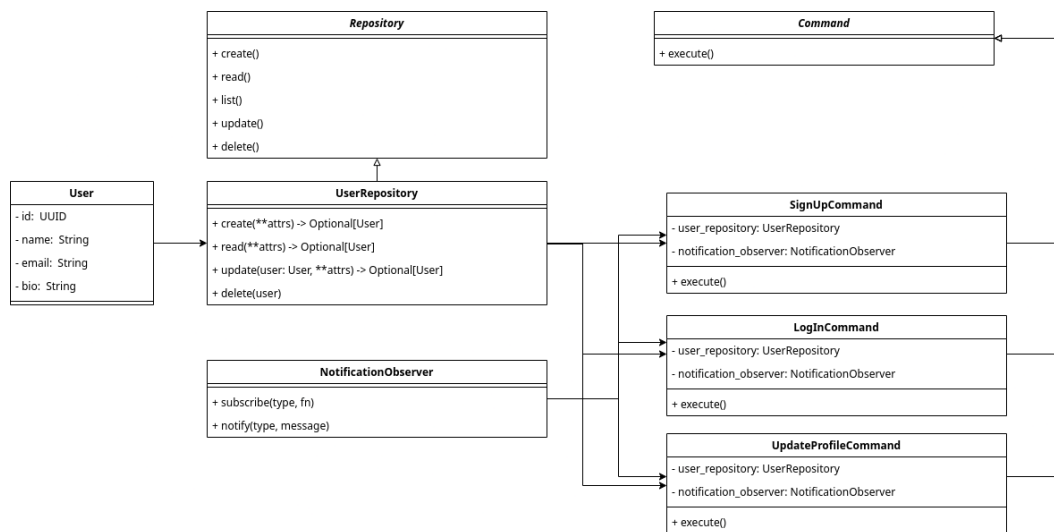 Repository
+ create()
+ read()
+ list()
+ update()
+ delete()
Command
+ execute()
User
- id: UUID
- name: String
- email: String
- bio: String
UserRepository
+ create(**attrs) -> Optional[User]
+ read(**attrs) -> Optional[User]
+ update(user: User, **attrs) -> Optional[User]
+ delete(user)
NotificationObserver
+ subscribe(type, fn)
+ notify(type, message)
SignUpCommand
- user_repository: UserRepository
- notification_observer: NotificationObserver
+ execute()
LogInCommand
- user_repository: UserRepository
- notification_observer: NotificationObserver
+ execute()
UpdateProfileCommand
- user_repository: UserRepository
- notification_observer: NotificationObserver
+ execute()